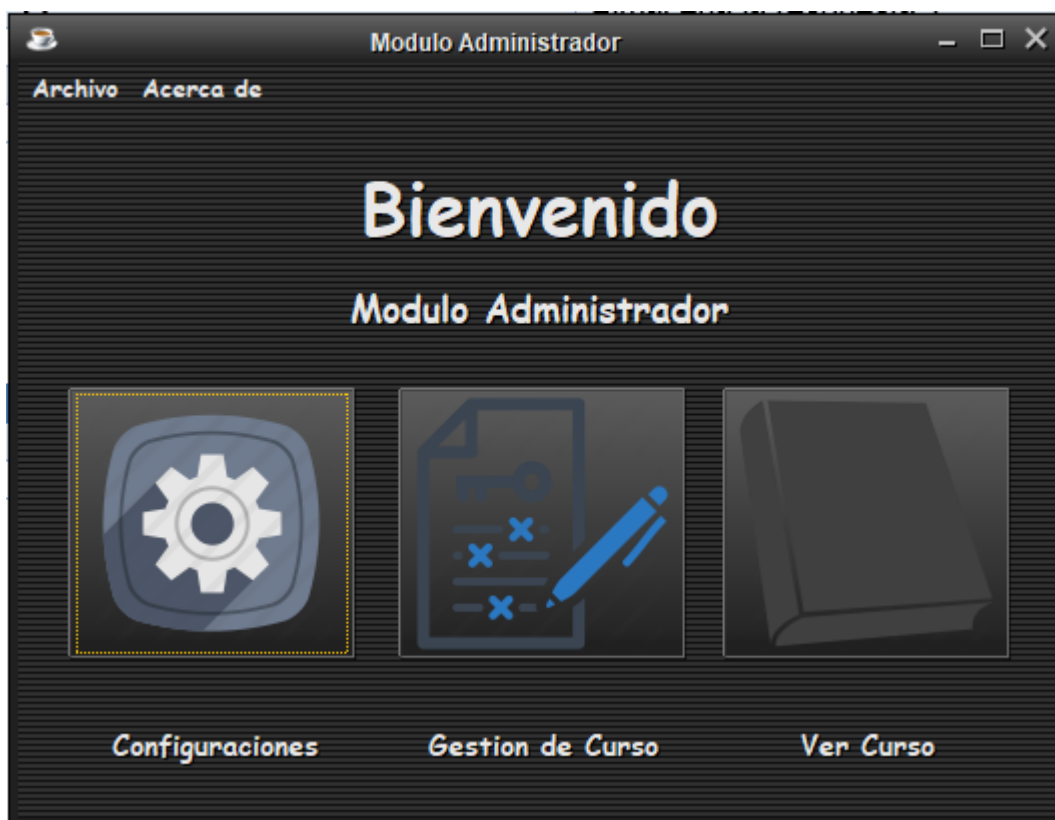 Modulo Administrador
Archivo Acerca de
Bienvenido
Modulo Administrador
Configuraciones Gestion de Curso Ver Curso